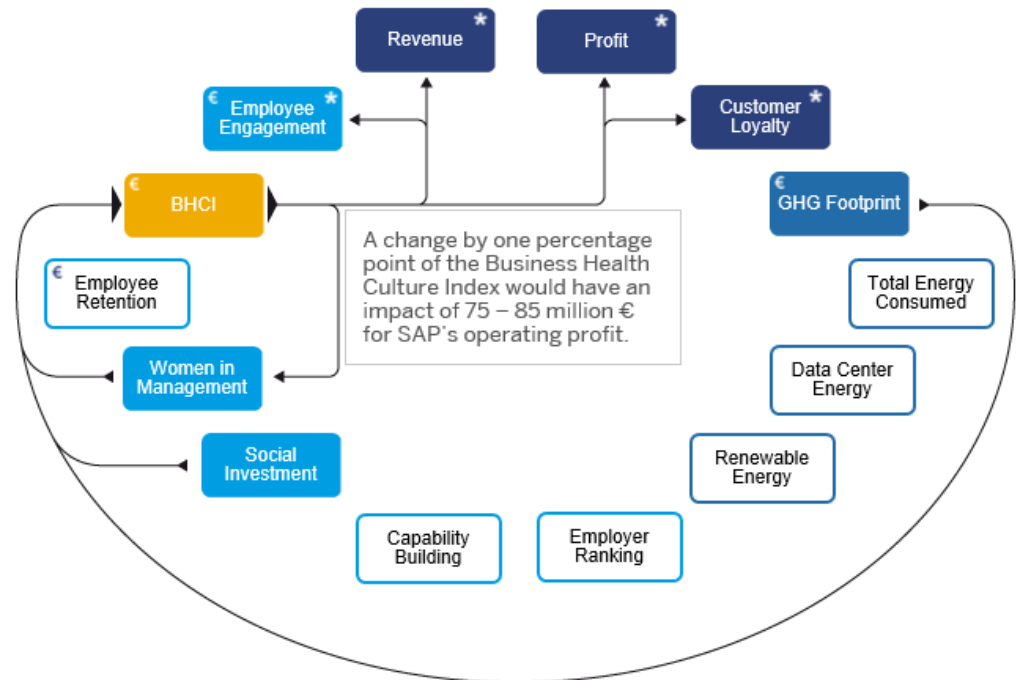 Revenue *
Profit *
€ Employee *
Engagement
Customer *
Loyalty
€
BHCI
€
GHG Footprint
A change by one percentage
point of the Business Health
Culture Index would have an
impact of 75 – 85 million €
for SAP's operating profit.
€ Employee
Retention
Total Energy
Consumed
Women in
Management
Data Center
Energy
Social
Investment
Renewable
Energy
Capability
Building
Employer
Ranking